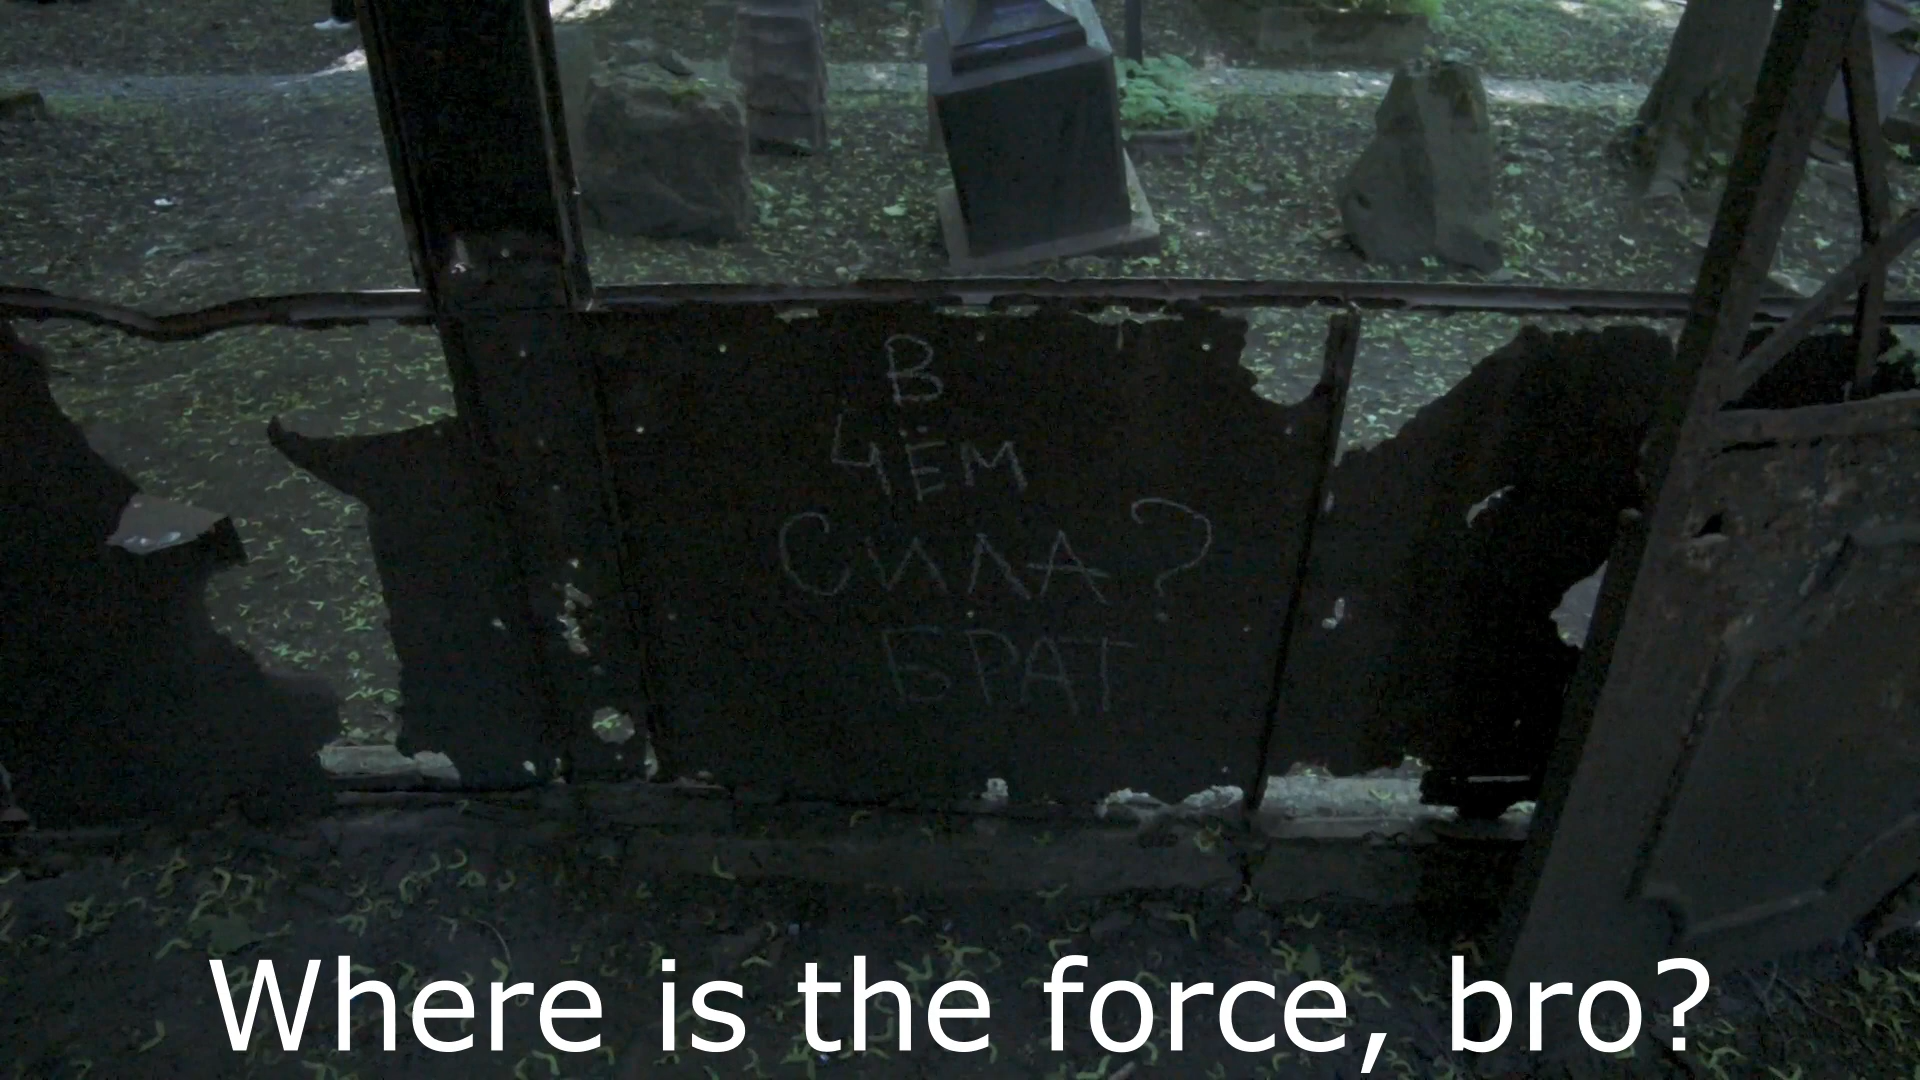 В
ЧЁМ
СИЛА?
БРАТ
Where is the force, bro?